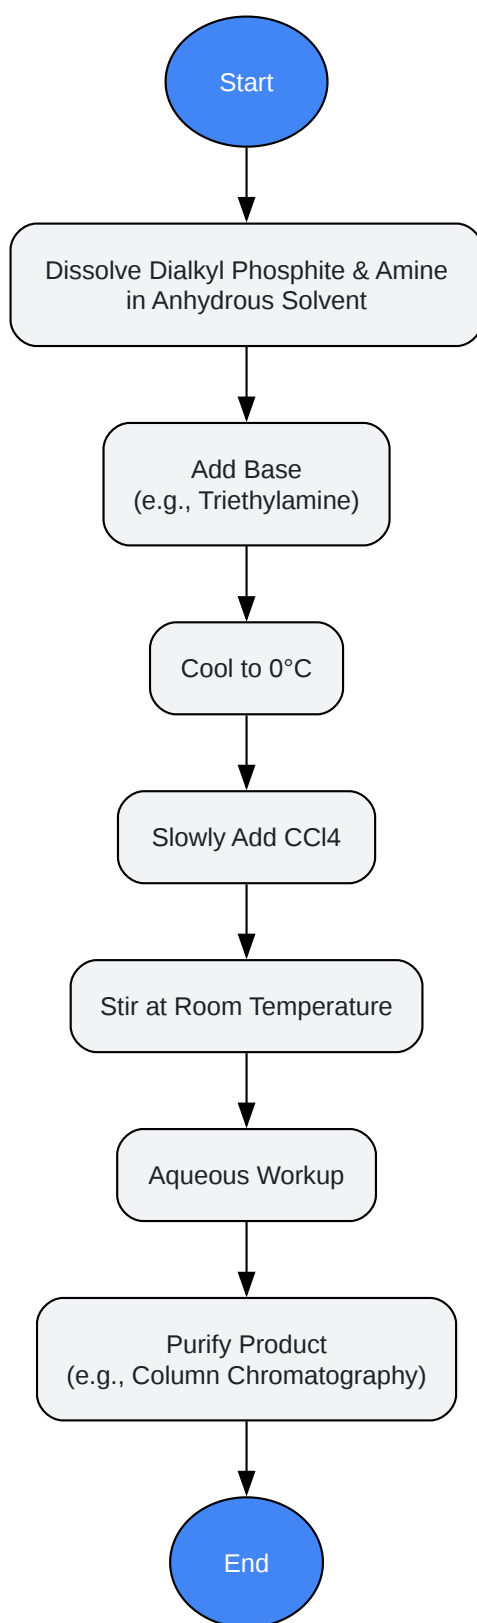 Start
Dissolve Dialkyl Phosphite & Amine
in Anhydrous Solvent
Add Base
(e.g., Triethylamine)
Cool to 0°C
Slowly Add CCl4
Stir at Room Temperature
Aqueous Workup
Purify Product
(e.g., Column Chromatography)
End